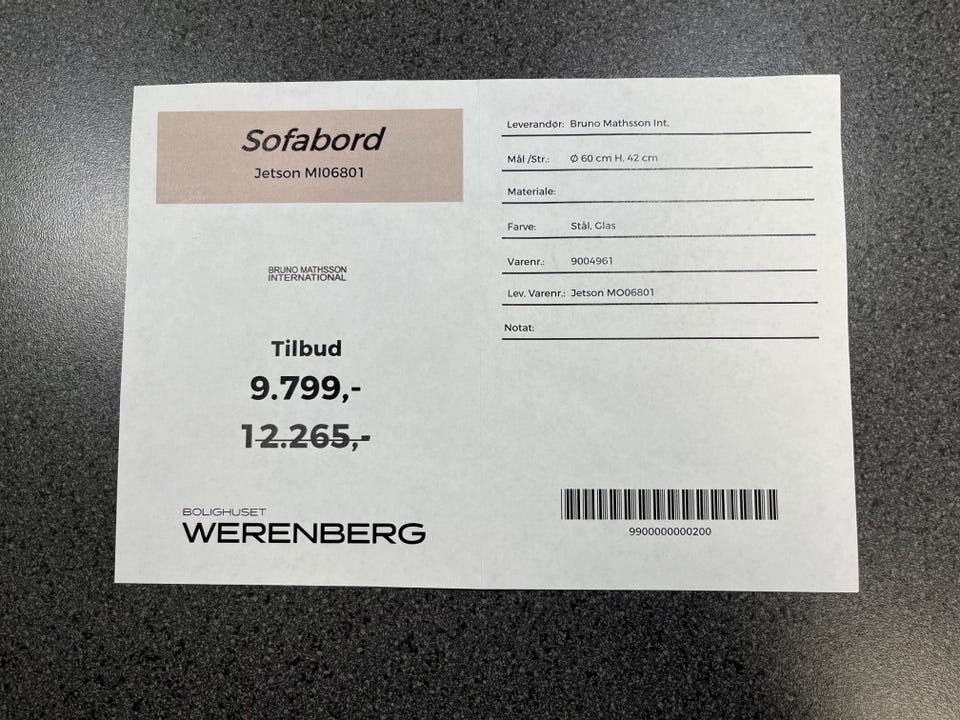 Sofabord
Jetson MI06801
BRUNO MATHSSON
INTERNATIONAL
Tilbud
9.799,-
12.265,-
BOLIGHUSET
WERENBERG
Leverandør: Bruno Mathsson Int.
Mål /Str.: Ø 60 cm H. 42 cm
Materiale:
Farve: Stål, Glas
Varenr.: 9004961
Lev. Varenr.: Jetson MO06801
Notat:
9900000000200